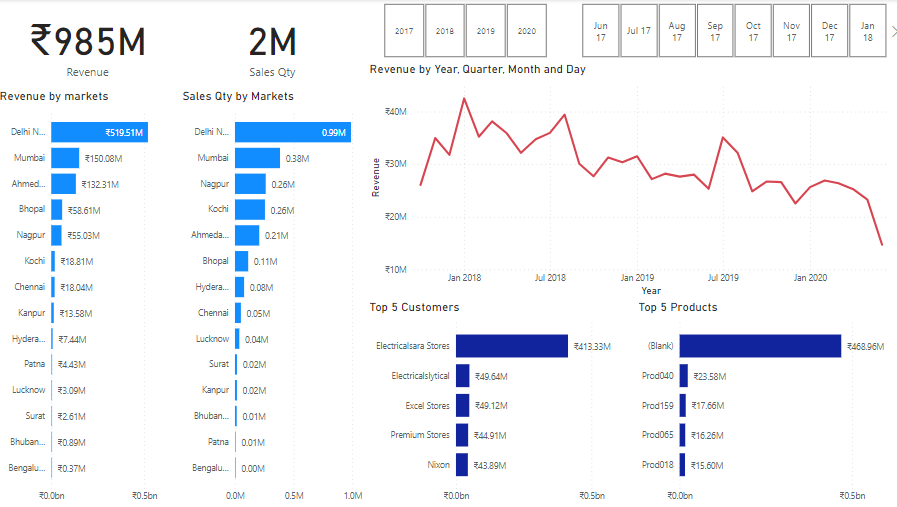 ₹985M
Revenue
2M
Sales Qty
2017 2018 2019 2020
Jun 17 Jul 17 Aug 17 Sep 17 Oct 17 Nov 17 Dec 17 Jan 18
Revenue by markets
Delhi N... ₹519.51M
Mumbai ₹150.08M
Ahmed... ₹132.31M
Bhopal ₹58.61M
Nagpur ₹55.03M
Kochi ₹18.81M
Chennai ₹18.04M
Kanpur ₹13.58M
Hydera... ₹7.44M
Patna ₹4.43M
Lucknow ₹3.09M
Surat ₹2.61M
Bhuban... ₹0.89M
Bengalu... ₹0.37M
₹0.0bn ₹0.5bn
Sales Qty by Markets
Delhi N... 0.99M
Mumbai 0.38M
Nagpur 0.26M
Kochi 0.26M
Ahmeda... 0.21M
Bhopal 0.11M
Hydera... 0.08M
Chennai 0.05M
Lucknow 0.04M
Surat 0.02M
Kanpur 0.02M
Bhuban... 0.01M
Patna 0.01M
Bengalu... 0.00M
0.0M 0.5M 1.0M
Revenue by Year, Quarter, Month and Day
Revenue
₹40M
₹30M
₹20M
₹10M
Jan 2018 Jul 2018 Jan 2019 Jul 2019 Jan 2020
Year
Top 5 Customers
Electricalsara Stores ₹413.33M
Electricalslytical ₹49.64M
Excel Stores ₹49.12M
Premium Stores ₹44.91M
Nixon ₹43.89M
₹0.0bn ₹0.5bn
Top 5 Products
(Blank) ₹468.96M
Prod040 ₹23.58M
Prod159 ₹17.66M
Prod065 ₹16.26M
Prod018 ₹15.60M
₹0.0bn ₹0.5bn